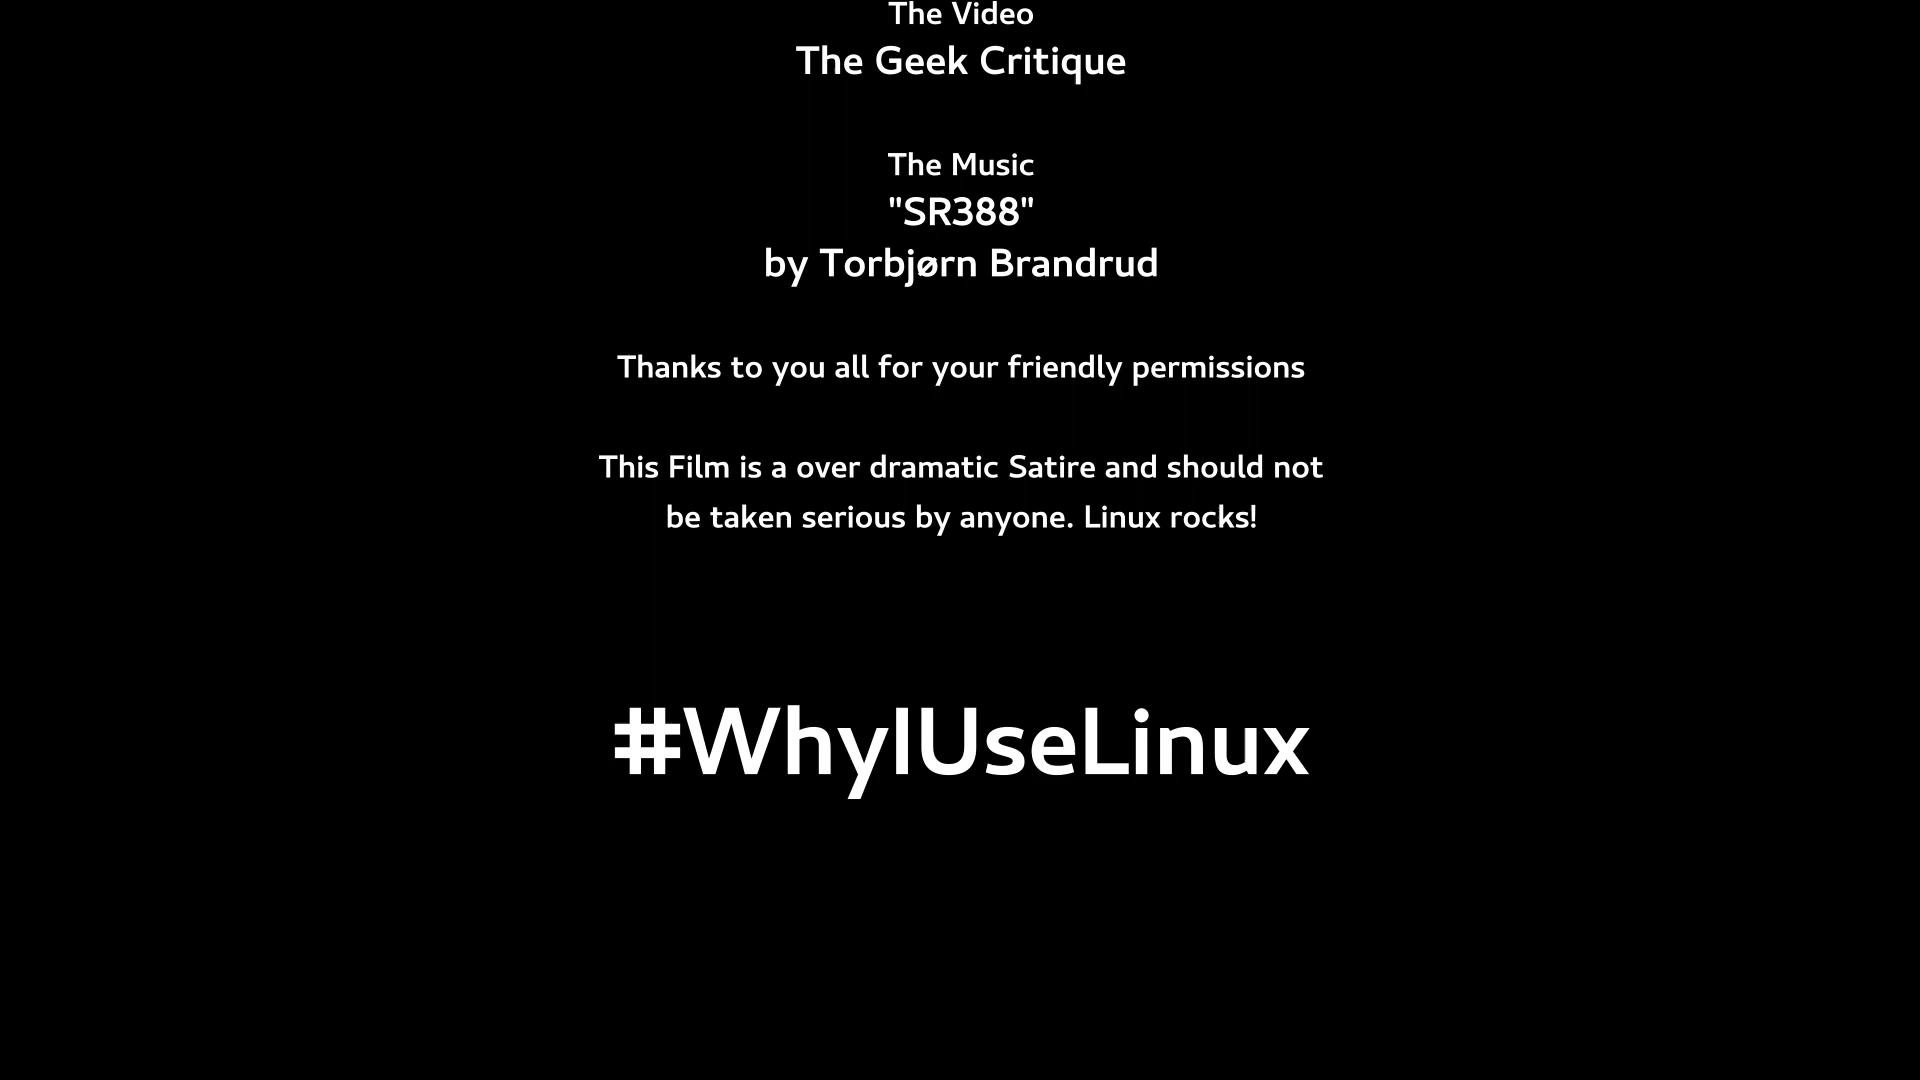 The Video
The Geek Critique
The Music
"SR388"
by Torbjørn Brandrud
Thanks to you all for your friendly permissions
This Film is a over dramatic Satire and should not
be taken serious by anyone. Linux rocks!
#WhyIUseLinux